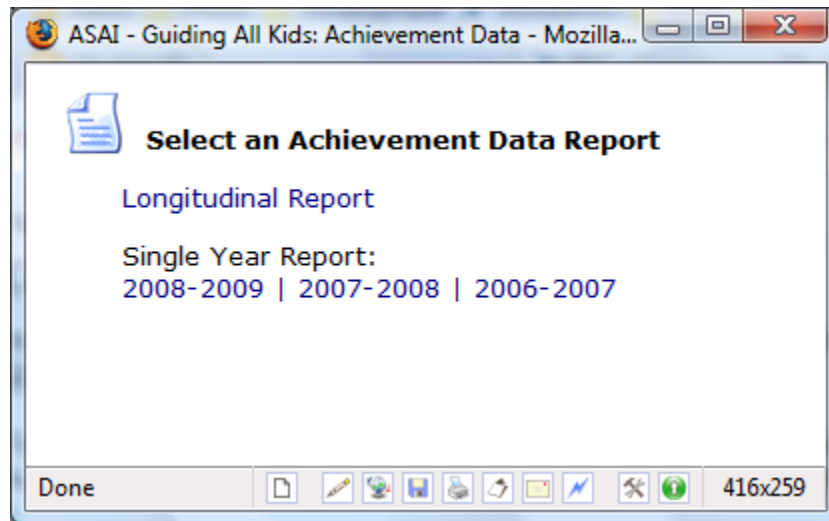 ASAI - Guiding All Kids: Achievement Data - Mozilla...
Select an Achievement Data Report
Longitudinal Report
Single Year Report:
2008-2009 | 2007-2008 | 2006-2007
Done
416x259